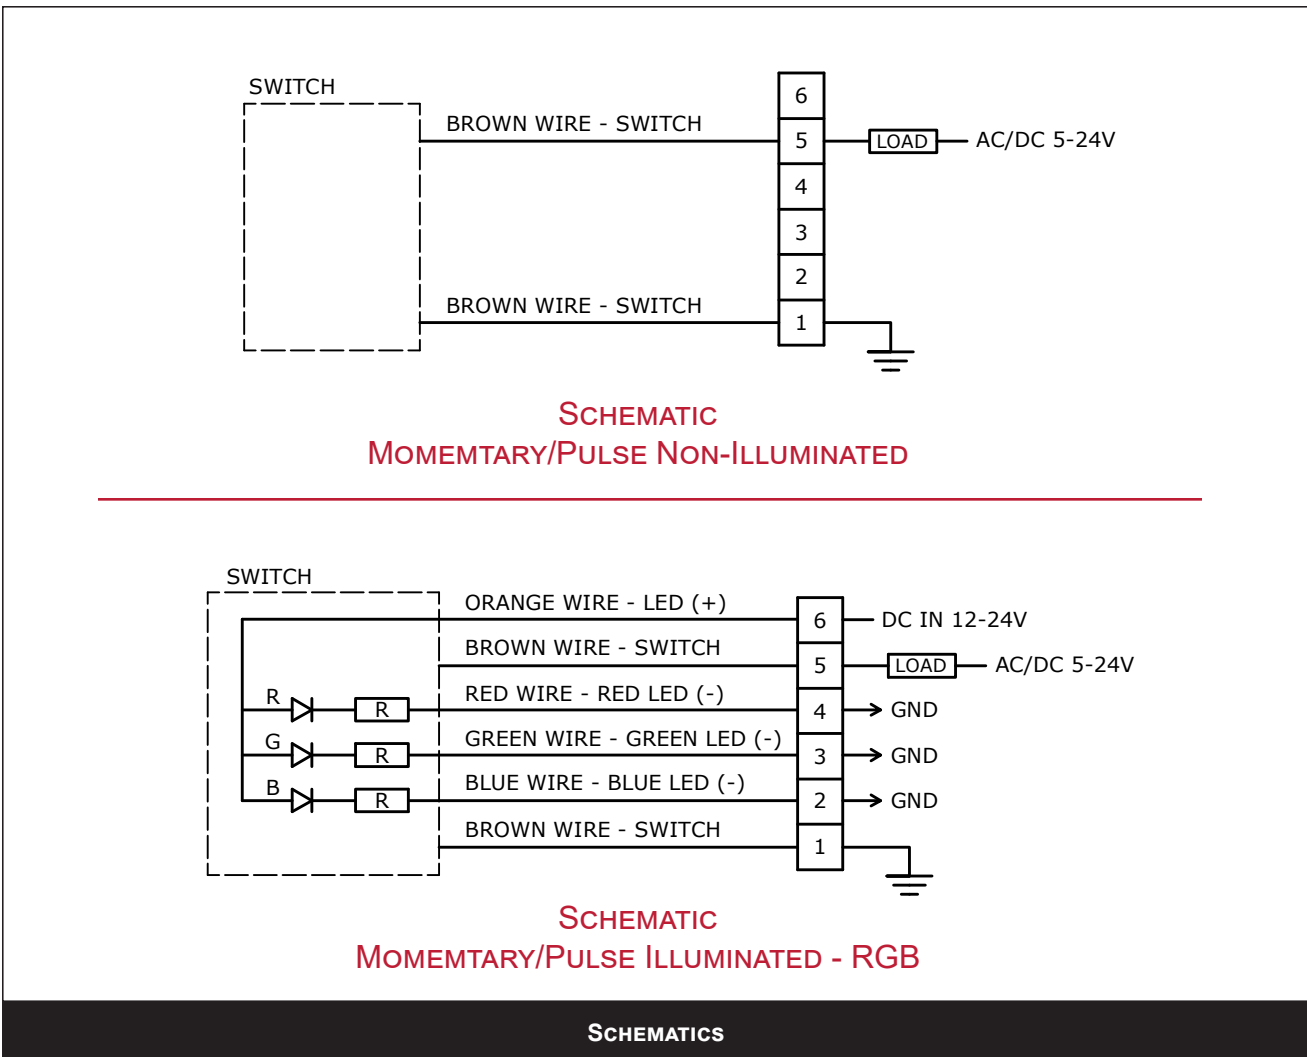 SWITCH
6
BROWN WIRE - SWITCH
5
LOAD
AC/DC 5-24V
4
3
2
BROWN WIRE - SWITCH
1
SCHEMATIC
MOMEMTARY/PULSE NON-ILLUMINATED
SWITCH
ORANGE WIRE - LED (+)
6
DC IN 12-24V
BROWN WIRE - SWITCH
5
LOAD
AC/DC 5-24V
R
R
RED WIRE - RED LED (-)
4
GND
G
R
GREEN WIRE - GREEN LED (-)
3
GND
B
R
BLUE WIRE - BLUE LED (-)
2
GND
BROWN WIRE - SWITCH
1
SCHEMATIC
MOMEMTARY/PULSE ILLUMINATED - RGB
SCHEMATICS